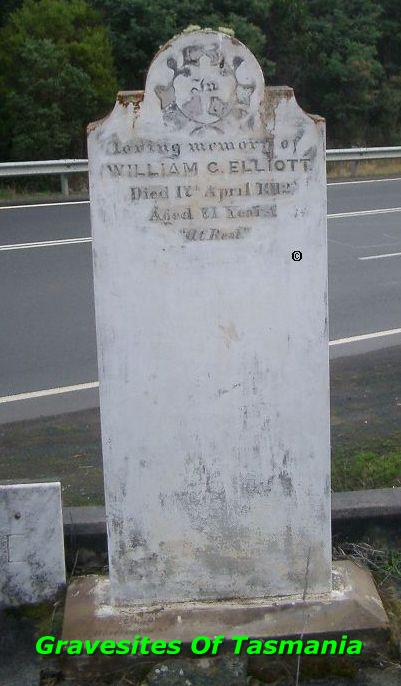 In
loving memory of
WILLIAM G. ELLIOTT
Died April
Aged Years
"At Rest"
©
Gravesites Of Tasmania